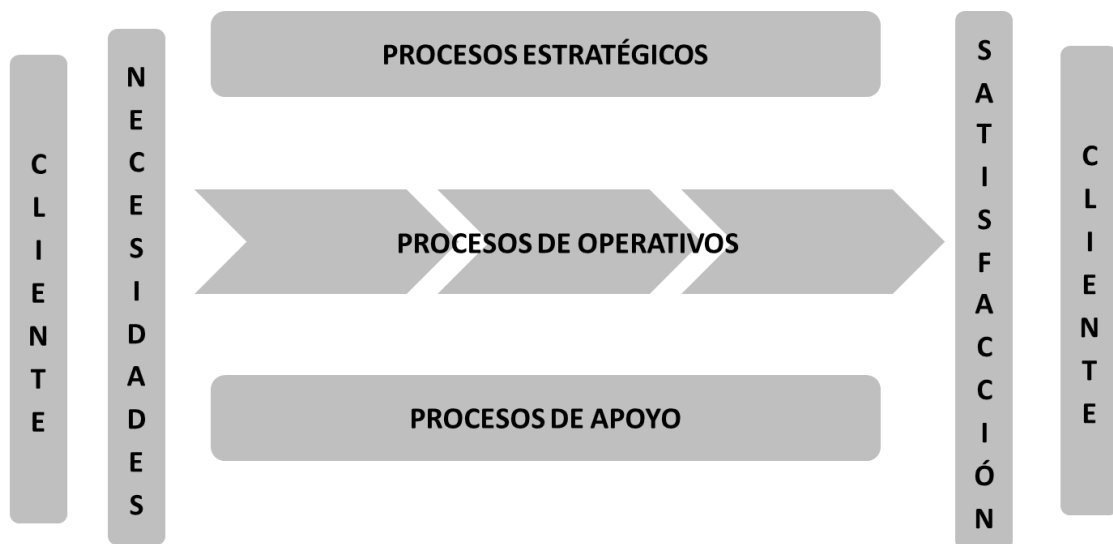 CLIENTE
NECESIDADES
PROCESOS ESTRATÉGICOS
PROCESOS DE OPERATIVOS
PROCESOS DE APOYO
SATISFACCIÓN
CLIENTE